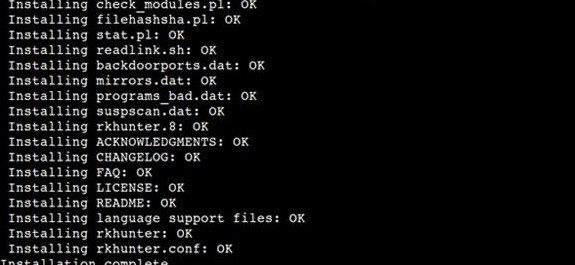 Installing check_modules.pl: OK
Installing filehashsha.pl: OK
Installing stat.pl: OK
Installing readlink.sh: OK
Installing backdoorports.dat: OK
Installing mirrors.dat: OK
Installing programs_bad.dat: OK
Installing suspscan.dat: OK
Installing rkhunter.8: OK
Installing ACKNOWLEDGMENTS: OK
Installing CHANGELOG: OK
Installing FAQ: OK
Installing LICENSE: OK
Installing README: OK
Installing language support files: OK
Installing rkhunter: OK
Installing rkhunter.conf: OK
Installation complete